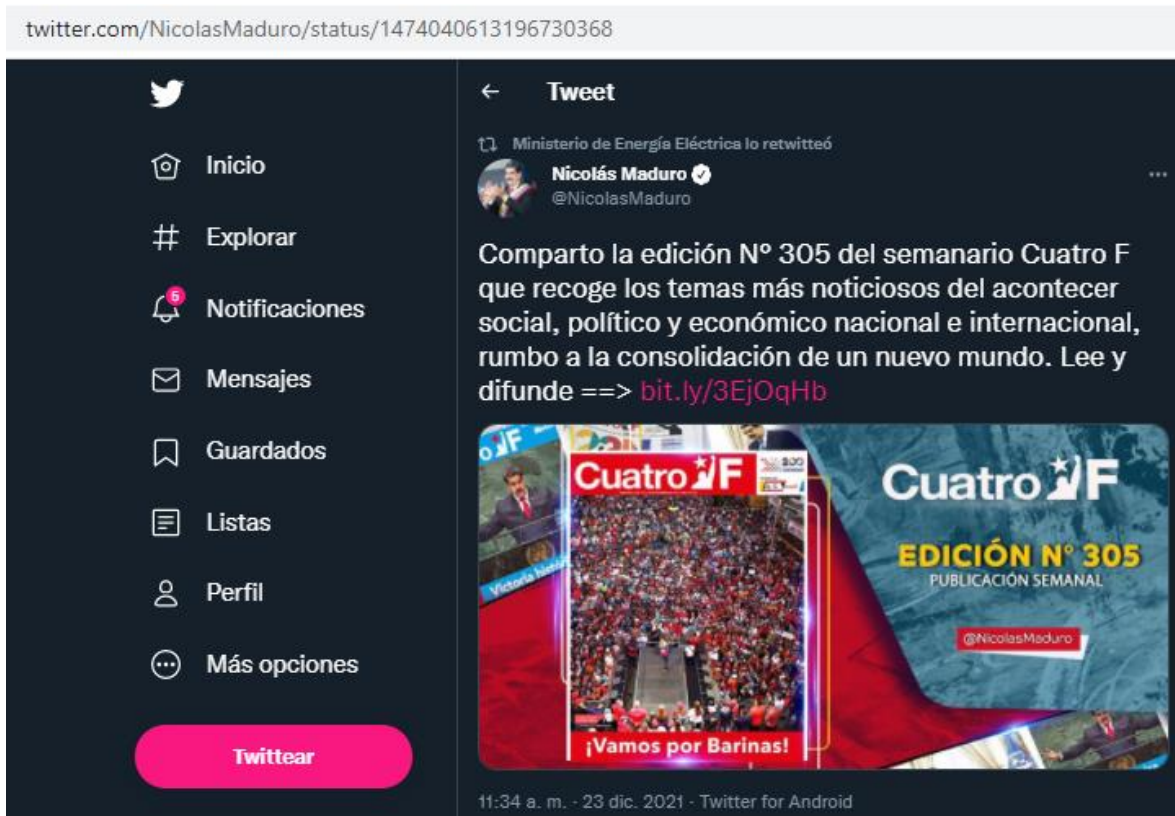 twitter.com/NicolasMaduro/status/1474040613196730368
Inicio
Explorar
5
Notificaciones
Mensajes
Guardados
Listas
Perfil
Más opciones
Twittear
Tweet
Ministerio de Energía Eléctrica lo retwitteó
Nicolás Maduro
@NicolasMaduro
Comparto la edición Nº 305 del semanario Cuatro F
que recoge los temas más noticiosos del acontecer
social, político y económico nacional e internacional,
rumbo a la consolidación de un nuevo mundo. Lee y
difunde ==> bit.ly/3EjOqHb
Cuatro F
¡Vamos por Barinas!
Victoria
Cuatro F
EDICIÓN N° 305
PUBLICACIÓN SEMANAL
@NicolasMaduro
11:34 a. m. · 23 dic. 2021 · Twitter for Android